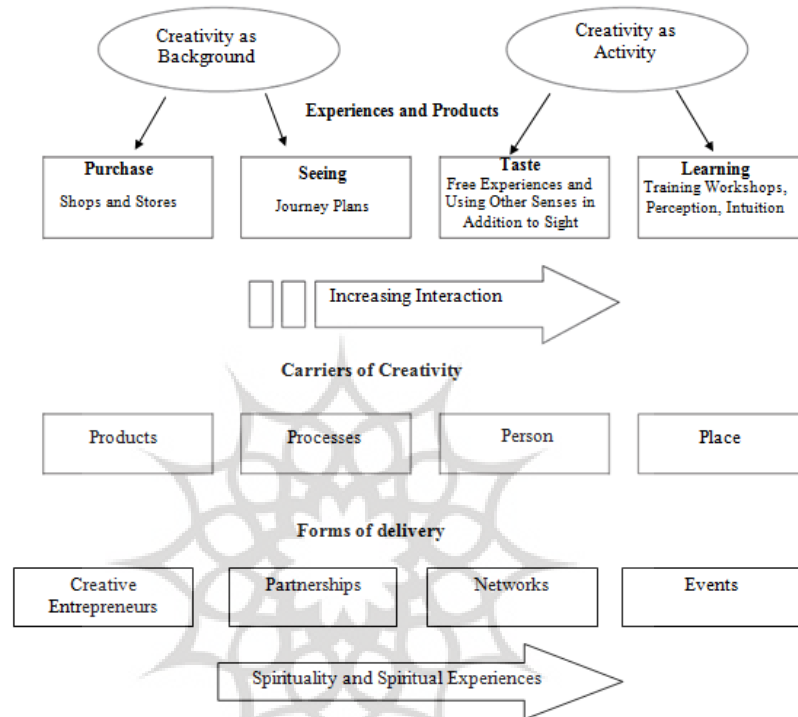 Creativity as
Background
Creativity as
Activity
Experiences and Products
Purchase
Shops and Stores
Seeing
Journey Plans
Taste
Free Experiences and
Using Other Senses in
Addition to Sight
Learning
Training Workshops,
Perception, Intuition
Increasing Interaction
Carriers of Creativity
Products
Processes
Person
Place
Forms of delivery
Creative
Entrepreneurs
Partnerships
Networks
Events
Spirituality and Spiritual Experiences